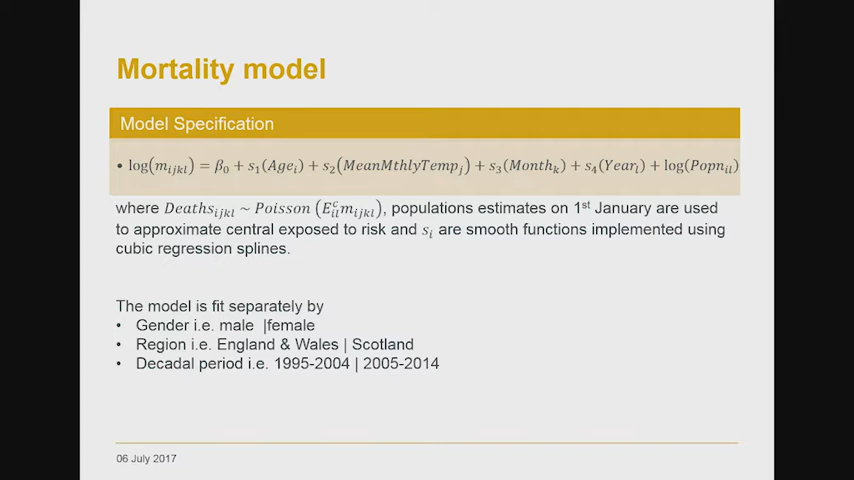 Mortality model
Model Specification
• log(m_ijkl) = β_0 + s_1(Age_i) + s_2(MeanMthlyTemp_j) + s_3(Month_k) + s_4(Year_l) + log(Popn_il)
where Deaths_ijkl ~ Poisson (E^c_il m_ijkl), populations estimates on 1st January are used
to approximate central exposed to risk and s_i are smooth functions implemented using
cubic regression splines.
The model is fit separately by
• Gender i.e. male |female
• Region i.e. England & Wales | Scotland
• Decadal period i.e. 1995-2004 | 2005-2014
06 July 2017